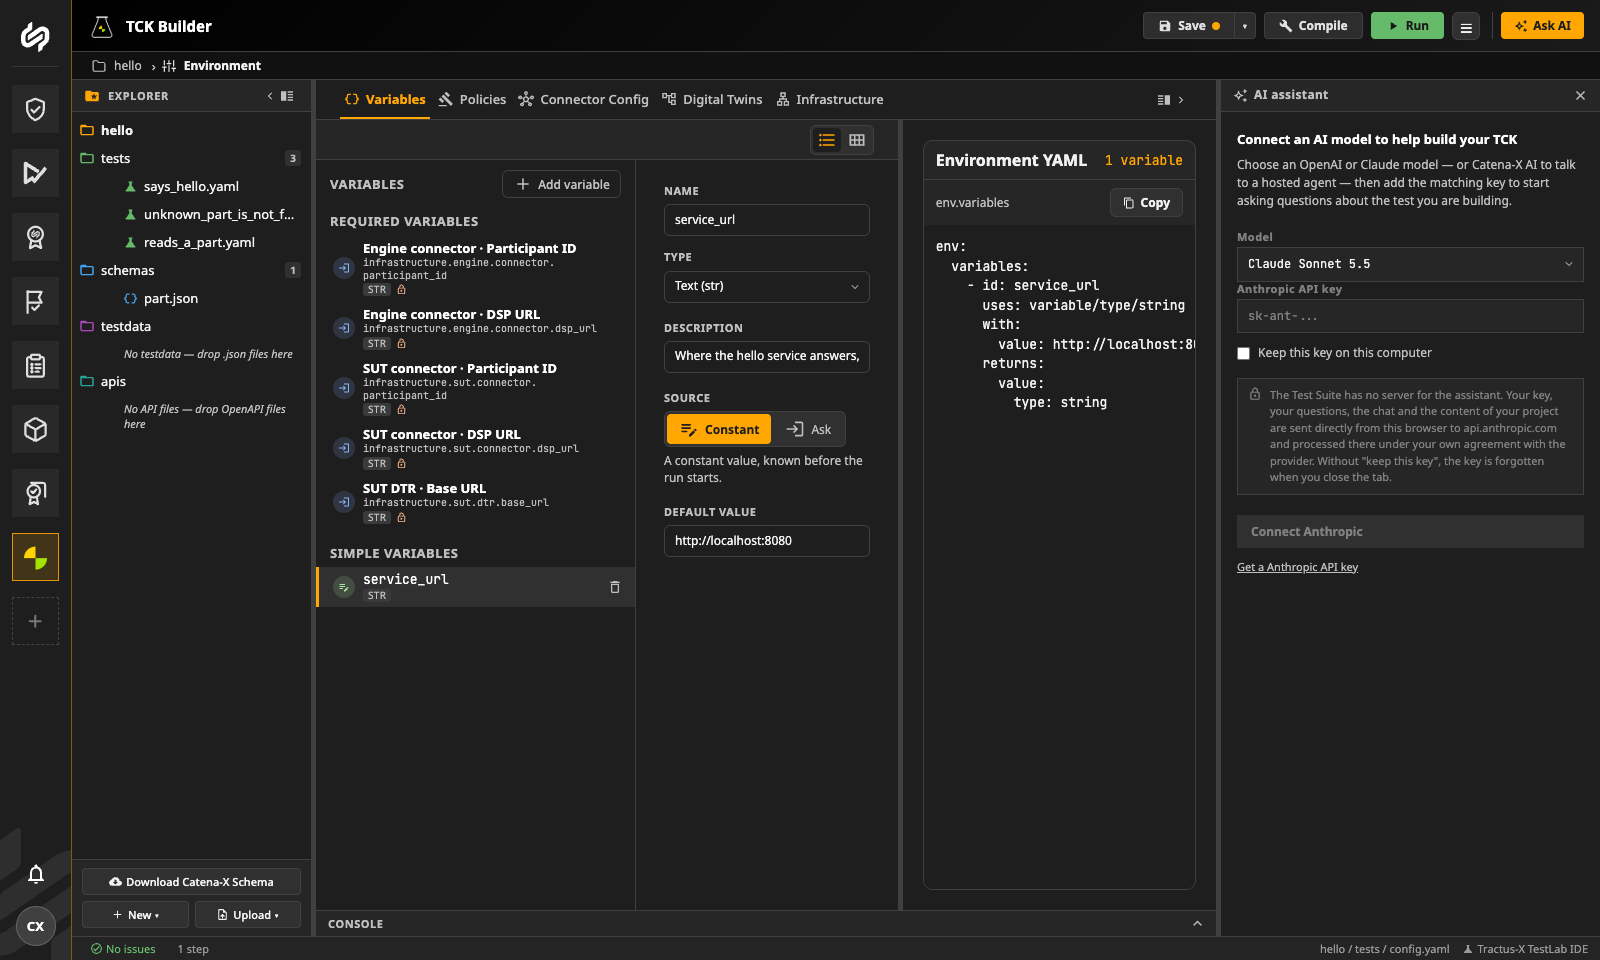 TCK Builder
Save
Compile
Run
Ask AI
hello › Environment
EXPLORER
hello
tests 3
says_hello.yaml
unknown_part_is_not_f...
reads_a_part.yaml
schemas 1
part.json
testdata
No testdata — drop .json files here
apis
No API files — drop OpenAPI files
here
Download Catena-X Schema
+ New
Upload
CX
Variables
Policies
Connector Config
Digital Twins
Infrastructure
VARIABLES
+ Add variable
REQUIRED VARIABLES
Engine connector · Participant ID
infrastructure.engine.connector.
participant_id
STR
Engine connector · DSP URL
infrastructure.engine.connector.dsp_url
STR
SUT connector · Participant ID
infrastructure.sut.connector.
participant_id
STR
SUT connector · DSP URL
infrastructure.sut.connector.dsp_url
STR
SUT DTR · Base URL
infrastructure.sut.dtr.base_url
STR
SIMPLE VARIABLES
service_url
STR
NAME
service_url
TYPE
Text (str)
DESCRIPTION
Where the hello service answers,
SOURCE
Constant
Ask
A constant value, known before the
run starts.
DEFAULT VALUE
http://localhost:8080
Environment YAML 1 variable
env.variables
Copy
env:
variables:
- id: service_url
uses: variable/type/string
with:
value: http://localhost:80
returns:
value:
type: string
CONSOLE
AI assistant
Connect an AI model to help build your TCK
Choose an OpenAI or Claude model — or Catena-X AI to talk
to a hosted agent — then add the matching key to start
asking questions about the test you are building.
Model
Claude Sonnet 5.5
Anthropic API key
sk-ant-...
Keep this key on this computer
The Test Suite has no server for the assistant. Your key,
your questions, the chat and the content of your project
are sent directly from this browser to api.anthropic.com
and processed there under your own agreement with the
provider. Without "keep this key", the key is forgotten
when you close the tab.
Connect Anthropic
Get a Anthropic API key
No issues
1 step
hello / tests / config.yaml
Tractus-X TestLab IDE